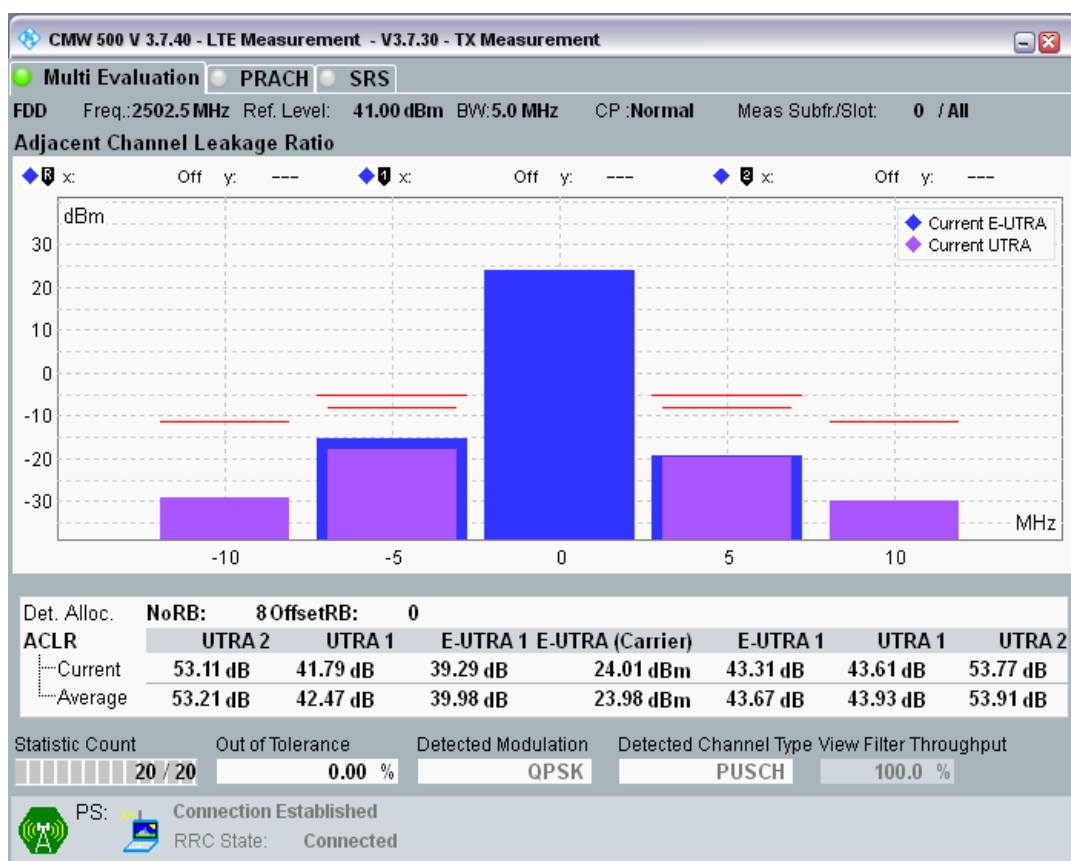 CMW 500 V 3.7.40 - LTE Measurement - V3.7.30 - TX Measurement
Multi Evaluation PRACH SRS
FDD Freq.:2502.5 MHz Ref. Level: 41.00 dBm BW:5.0 MHz CP :Normal Meas Subfr./Slot: 0 / All
Adjacent Channel Leakage Ratio
R x: Off y: --- 1 x: Off y: --- 2 x: Off y: ---
dBm
Current E-UTRA
Current UTRA
30
20
10
0
-10
-20
-30
MHz
-10 -5 0 5 10
Det. Alloc. NoRB: 8 OffsetRB: 0
ACLR UTRA 2 UTRA 1 E-UTRA 1 E-UTRA (Carrier) E-UTRA 1 UTRA 1 UTRA 2
Current 53.11 dB 41.79 dB 39.29 dB 24.01 dBm 43.31 dB 43.61 dB 53.77 dB
Average 53.21 dB 42.47 dB 39.98 dB 23.98 dBm 43.67 dB 43.93 dB 53.91 dB
Statistic Count Out of Tolerance Detected Modulation Detected Channel Type View Filter Throughput
20 / 20 0.00 % QPSK PUSCH 100.0 %
PS: Connection Established
RRC State: Connected